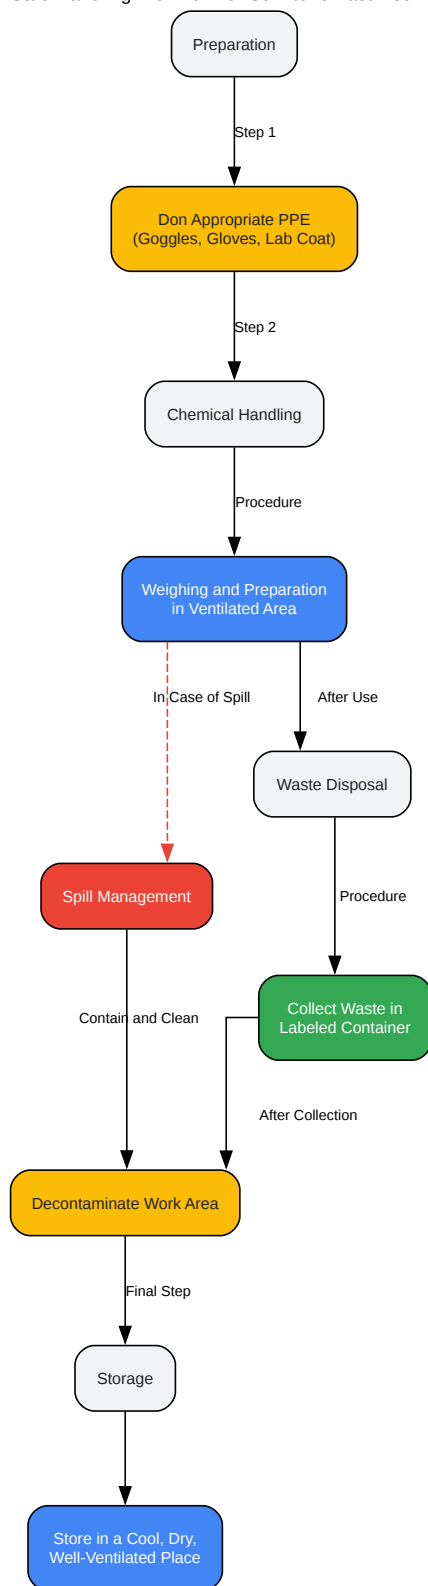 Preparation
Step 1
Don Appropriate PPE
(Goggles, Gloves, Lab Coat)
Step 2
Chemical Handling
Procedure
Weighing and Preparation
in Ventilated Area
In Case of Spill
After Use
Waste Disposal
Spill Management
Procedure
Collect Waste in
Labeled Container
Contain and Clean
After Collection
Decontaminate Work Area
Final Step
Storage
Store in a Cool, Dry,
Well-Ventilated Place